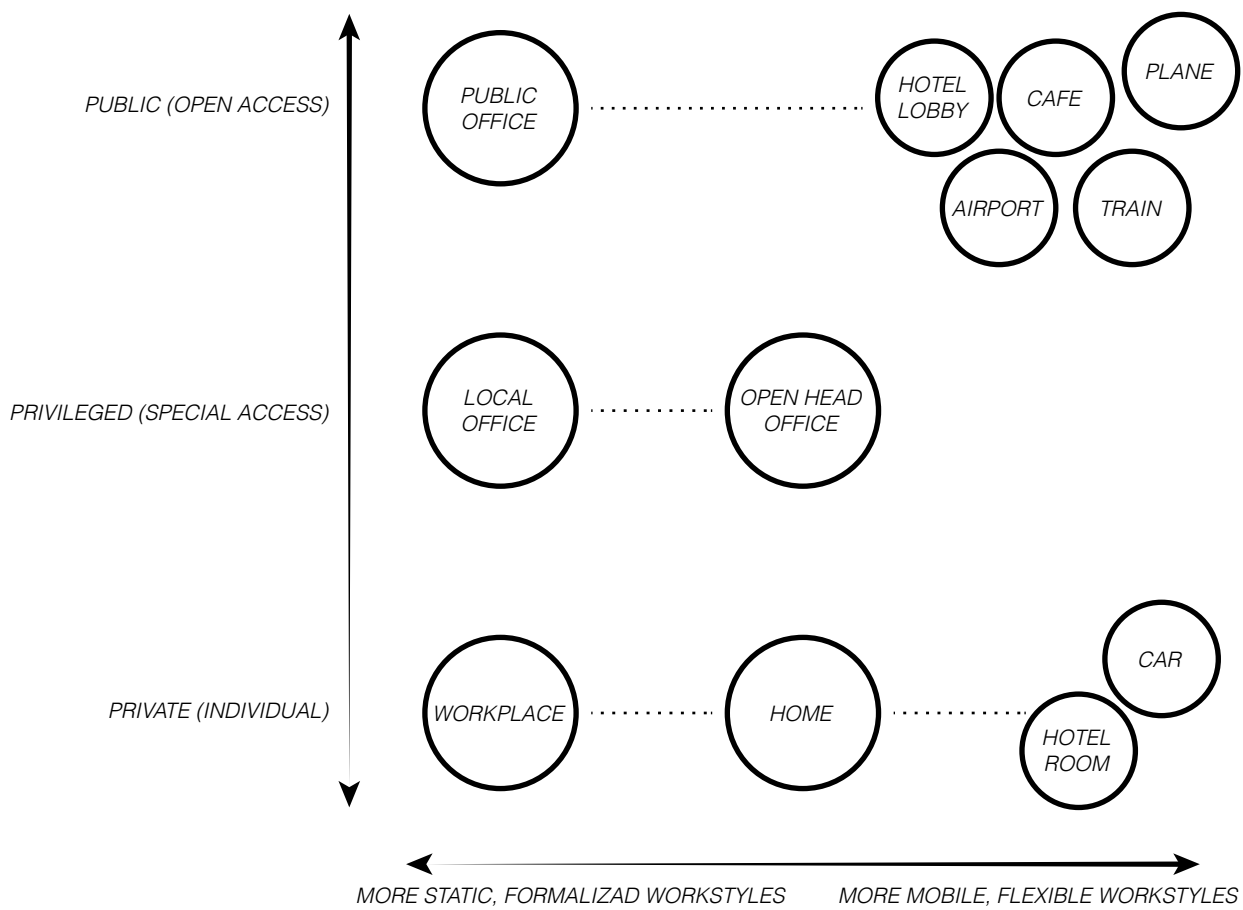 PUBLIC (OPEN ACCESS)
PUBLIC
OFFICE
HOTEL
LOBBY
CAFE
PLANE
AIRPORT
TRAIN
PRIVILEGED (SPECIAL ACCESS)
LOCAL
OFFICE
OPEN HEAD
OFFICE
PRIVATE (INDIVIDUAL)
WORKPLACE
HOME
HOTEL
ROOM
CAR
MORE STATIC, FORMALIZAD WORKSTYLES
MORE MOBILE, FLEXIBLE WORKSTYLES